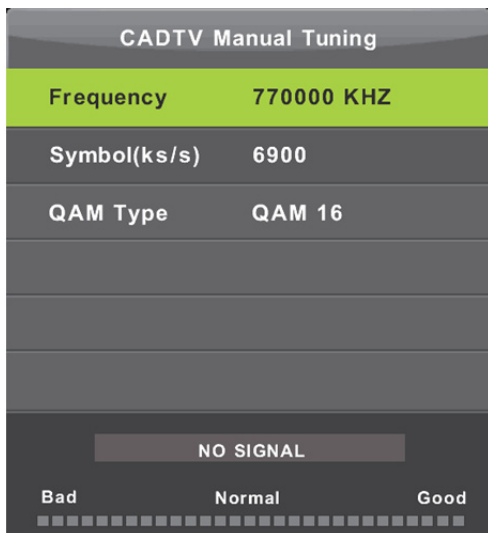 CADTV Manual Tuning
Frequency 770000 KHZ
Symbol(ks/s) 6900
QAM Type QAM 16
NO SIGNAL
Bad Normal Good